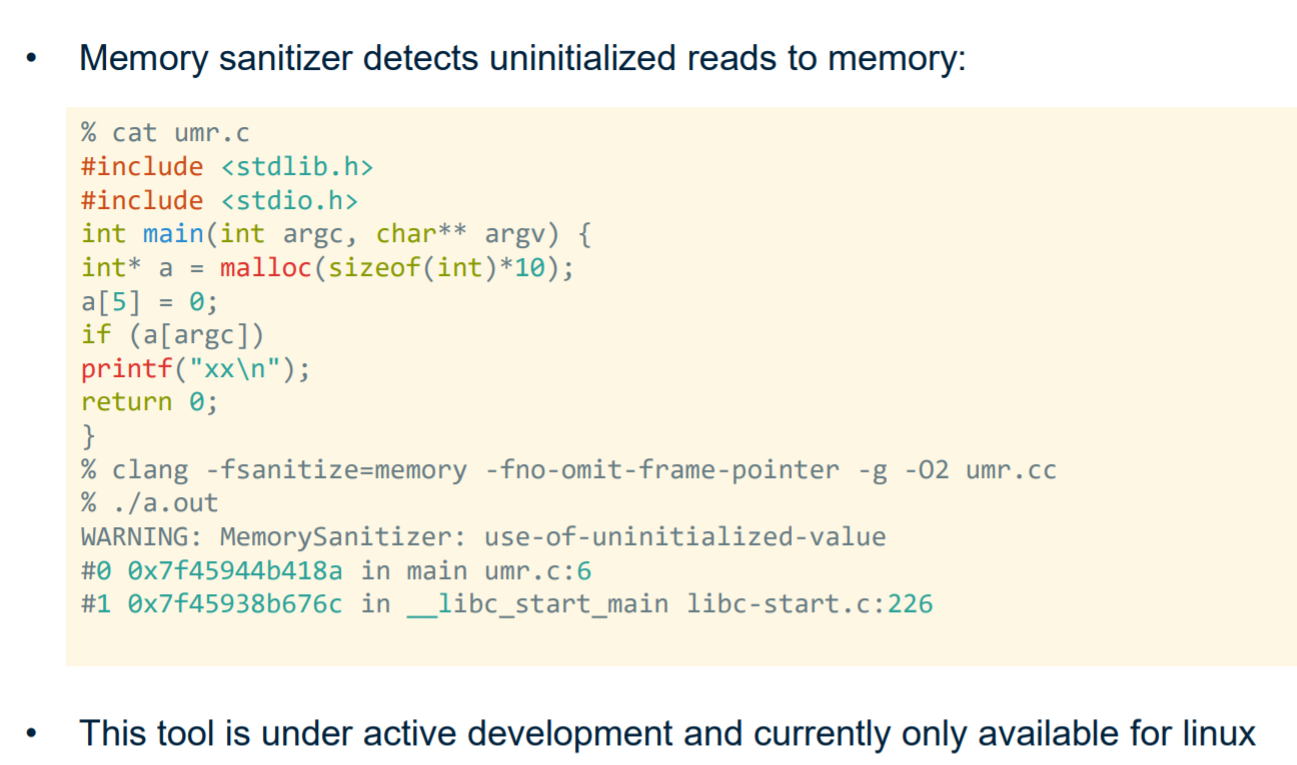 • Memory sanitizer detects uninitialized reads to memory:
% cat umr.c
#include <stdlib.h>
#include <stdio.h>
int main(int argc, char** argv) {
int* a = malloc(sizeof(int)*10);
a[5] = 0;
if (a[argc])
printf("xx\n");
return 0;
}
% clang -fsanitize=memory -fno-omit-frame-pointer -g -O2 umr.cc
% ./a.out
WARNING: MemorySanitizer: use-of-uninitialized-value
#0 0x7f45944b418a in main umr.c:6
#1 0x7f45938b676c in __libc_start_main libc-start.c:226
• This tool is under active development and currently only available for linux